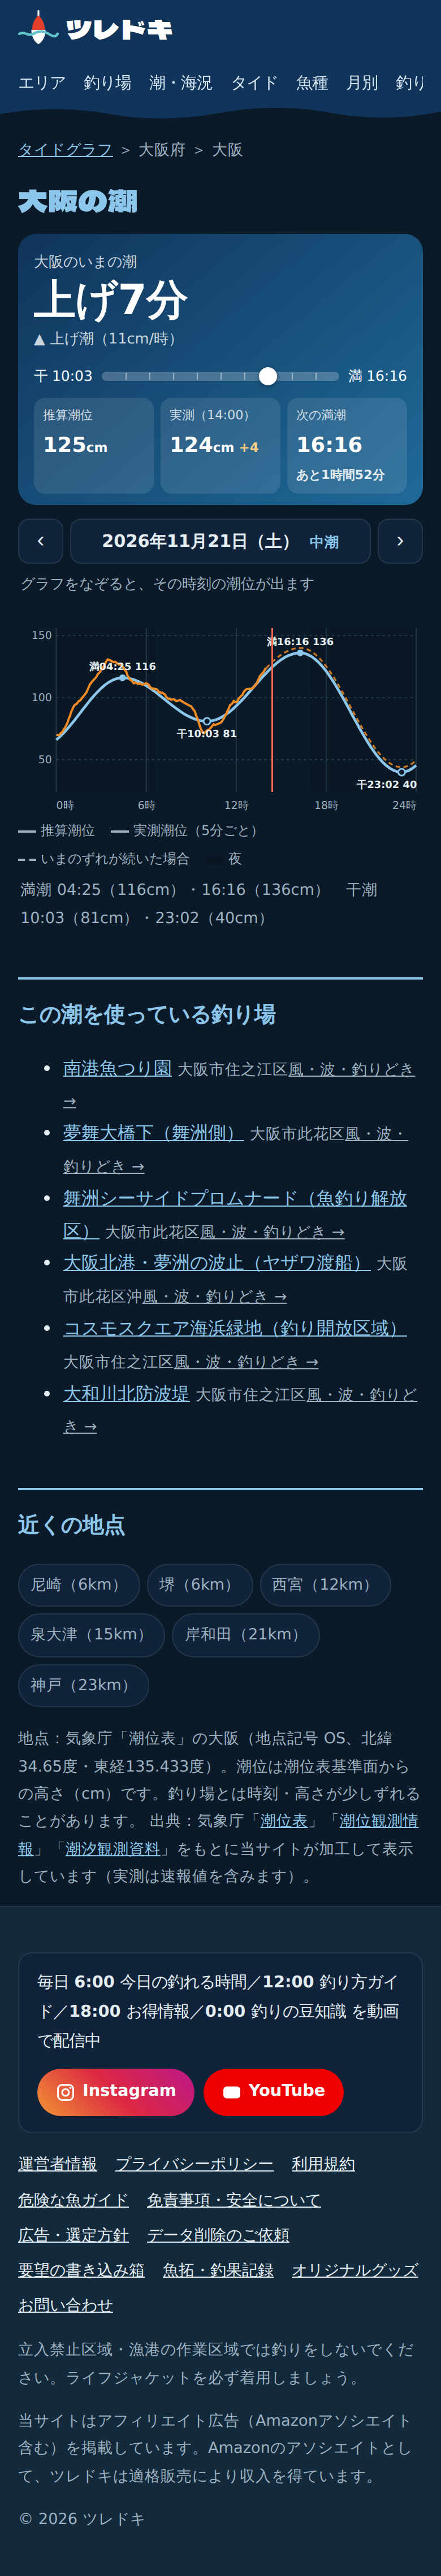 ツレドキ
エリア 釣り場 潮・海況 タイド 魚種 月別 釣り
タイドグラフ > 大阪府 > 大阪
大阪の潮
大阪のいまの潮
上げ7分
▲ 上げ潮（11cm/時）
干 10:03 満 16:16
推算潮位 実測（14:00） 次の満潮
125cm 124cm +4 16:16
あと1時間52分
‹ 2026年11月21日（土） 中潮 ›
グラフをなぞると、その時刻の潮位が出ます
150
満16:16 136
満04:25 116
100
干10:03 81
50
干23:02 40
0時 6時 12時 18時 24時
推算潮位 実測潮位（5分ごと）
いまのずれが続いた場合 夜
満潮 04:25（116cm）・16:16（136cm） 干潮
10:03（81cm）・23:02（40cm）
この潮を使っている釣り場
• 南港魚つり園 大阪市住之江区風・波・釣りどき
→
• 夢舞大橋下（舞洲側） 大阪市此花区風・波・
釣りどき →
• 舞洲シーサイドプロムナード（魚釣り解放
区） 大阪市此花区風・波・釣りどき →
• 大阪北港・夢洲の波止（ヤザワ渡船） 大阪
市此花区沖風・波・釣りどき →
• コスモスクエア海浜緑地（釣り開放区域）
大阪市住之江区風・波・釣りどき →
• 大和川北防波堤 大阪市住之江区風・波・釣りど
き →
近くの地点
尼崎（6km） 堺（6km） 西宮（12km）
泉大津（15km） 岸和田（21km）
神戸（23km）
地点：気象庁「潮位表」の大阪（地点記号 OS、北緯
34.65度・東経135.433度）。潮位は潮位表基準面から
の高さ（cm）です。釣り場とは時刻・高さが少しずれる
ことがあります。 出典：気象庁「潮位表」「潮位観測情
報」「潮汐観測資料」をもとに当サイトが加工して表示
しています（実測は速報値を含みます）。
毎日 6:00 今日の釣れる時間／12:00 釣り方ガイ
ド／18:00 お得情報／0:00 釣りの豆知識 を動画
で配信中
Instagram YouTube
運営者情報 プライバシーポリシー 利用規約
危険な魚ガイド 免責事項・安全について
広告・選定方針 データ削除のご依頼
要望の書き込み箱 魚拓・釣果記録 オリジナルグッズ
お問い合わせ
立入禁止区域・漁港の作業区域では釣りをしないでくだ
さい。ライフジャケットを必ず着用しましょう。
当サイトはアフィリエイト広告（Amazonアソシエイト
含む）を掲載しています。Amazonのアソシエイトとし
て、ツレドキは適格販売により収入を得ています。
© 2026 ツレドキ